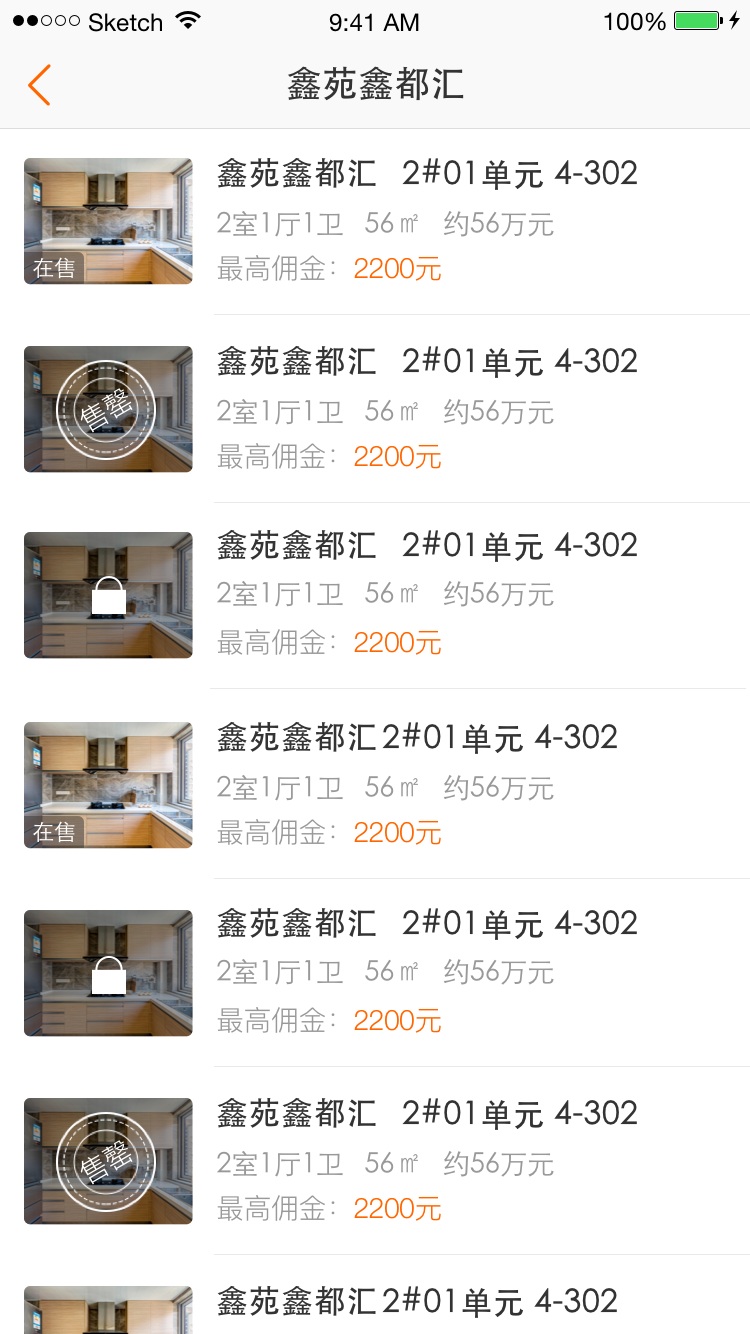 Sketch 9:41 AM 100%
鑫苑鑫都汇
鑫苑鑫都汇 2#01单元 4-302
2室1厅1卫 56㎡ 约56万元
在售
最高佣金：2200元
鑫苑鑫都汇 2#01单元 4-302
售罄
2室1厅1卫 56㎡ 约56万元
最高佣金：2200元
鑫苑鑫都汇 2#01单元 4-302
2室1厅1卫 56㎡ 约56万元
最高佣金：2200元
鑫苑鑫都汇2#01单元 4-302
2室1厅1卫 56㎡ 约56万元
在售
最高佣金：2200元
鑫苑鑫都汇 2#01单元 4-302
2室1厅1卫 56㎡ 约56万元
最高佣金：2200元
鑫苑鑫都汇 2#01单元 4-302
售罄
2室1厅1卫 56㎡ 约56万元
最高佣金：2200元
鑫苑鑫都汇2#01单元 4-302